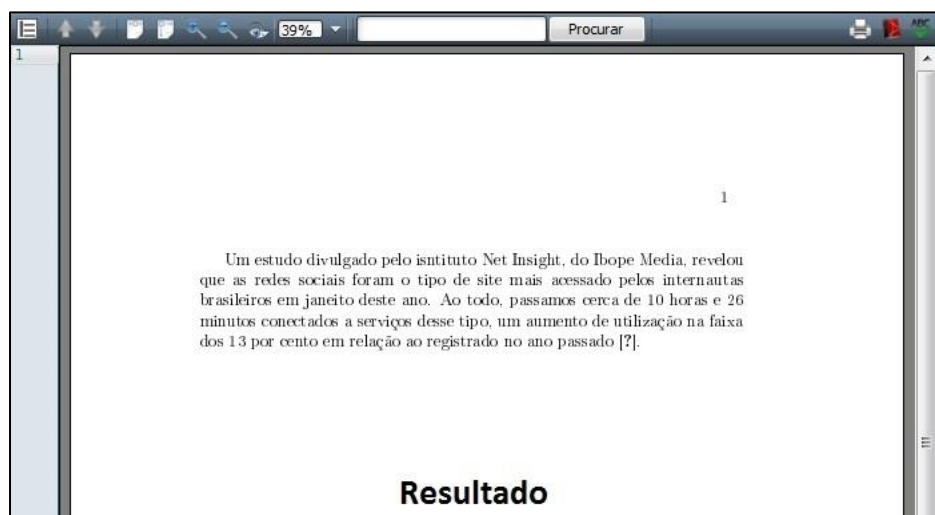 39% Procurar ABC
1
1
Um estudo divulgado pelo isntituto Net Insight, do Ibope Media, revelou
que as redes sociais foram o tipo de site mais acessado pelos internautas
brasileiros em janeito deste ano. Ao todo, passamos cerca de 10 horas e 26
minutos conectados a serviços desse tipo, um aumento de utilização na faixa
dos 13 por cento em relação ao registrado no ano passado [?].
Resultado